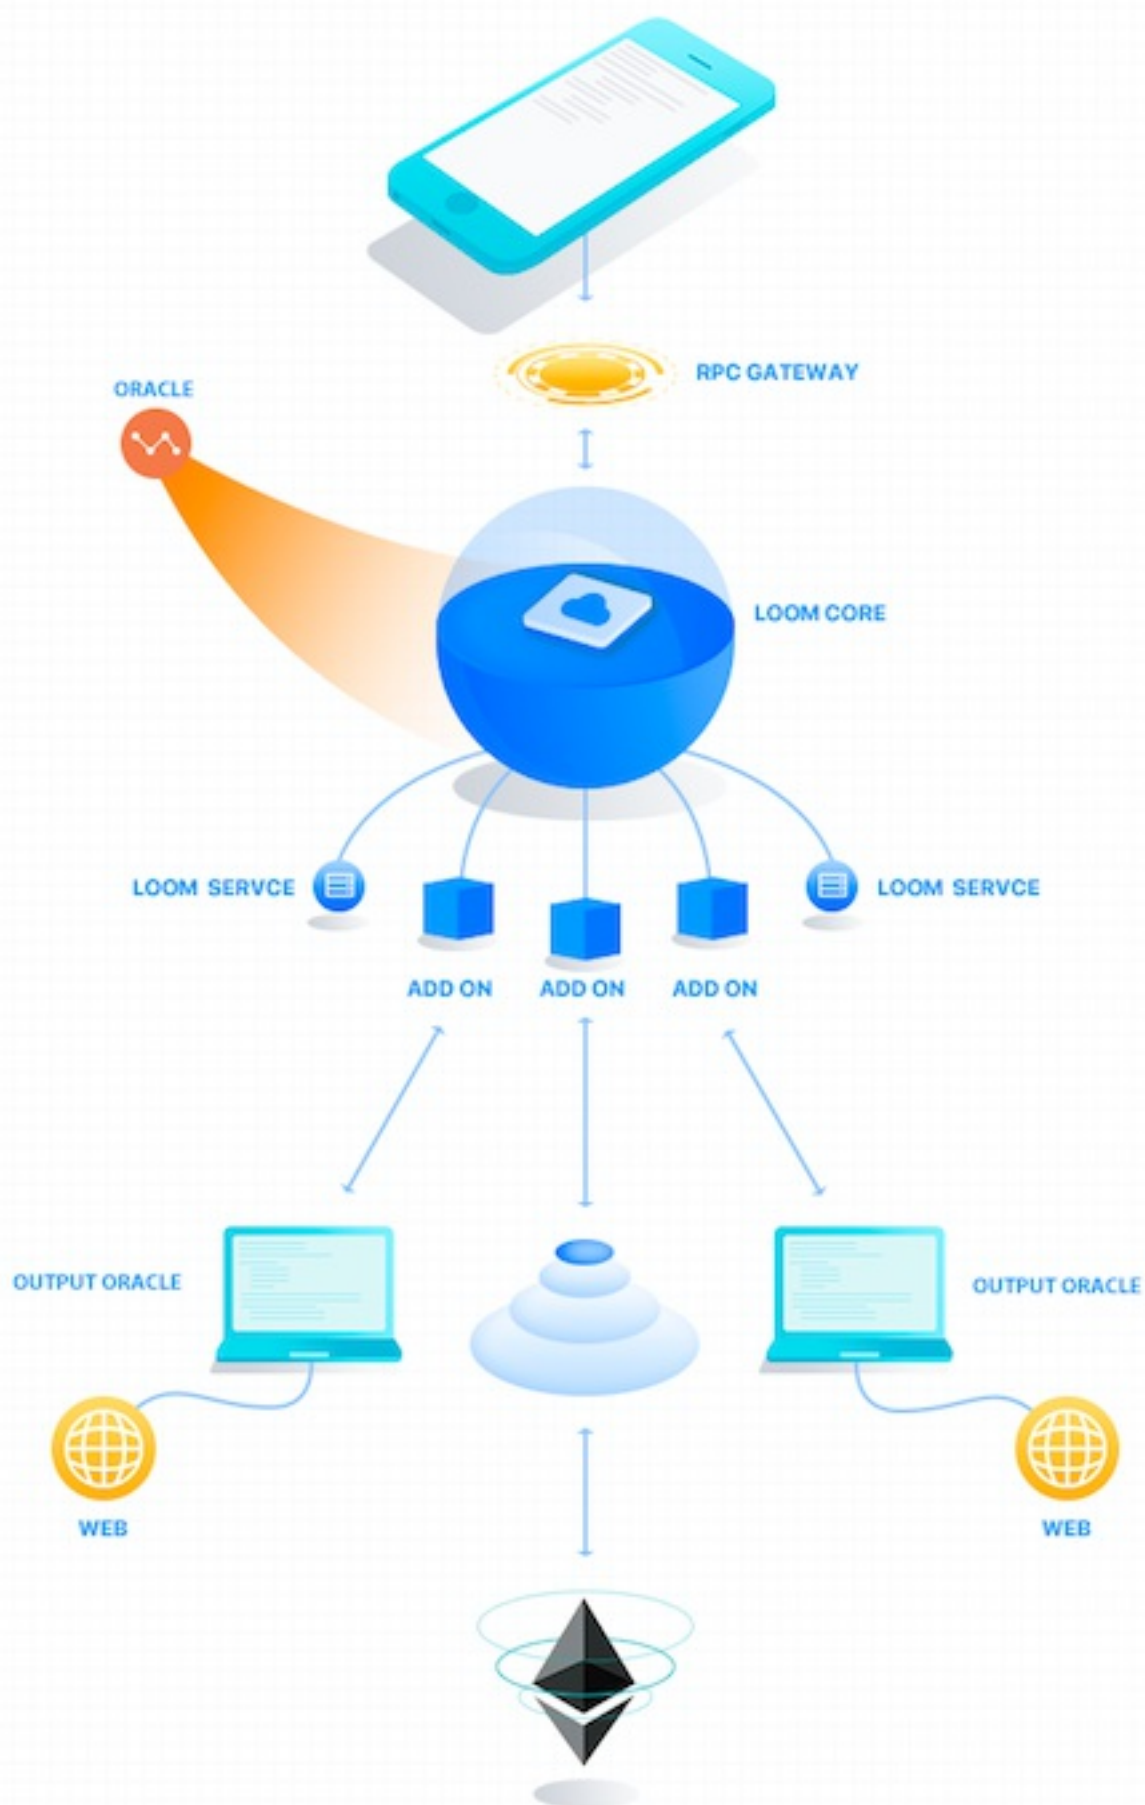 RPC GATEWAY
ORACLE
LOOM CORE
LOOM SERVCE
LOOM SERVCE
ADD ON
ADD ON
ADD ON
OUTPUT ORACLE
OUTPUT ORACLE
WEB
WEB